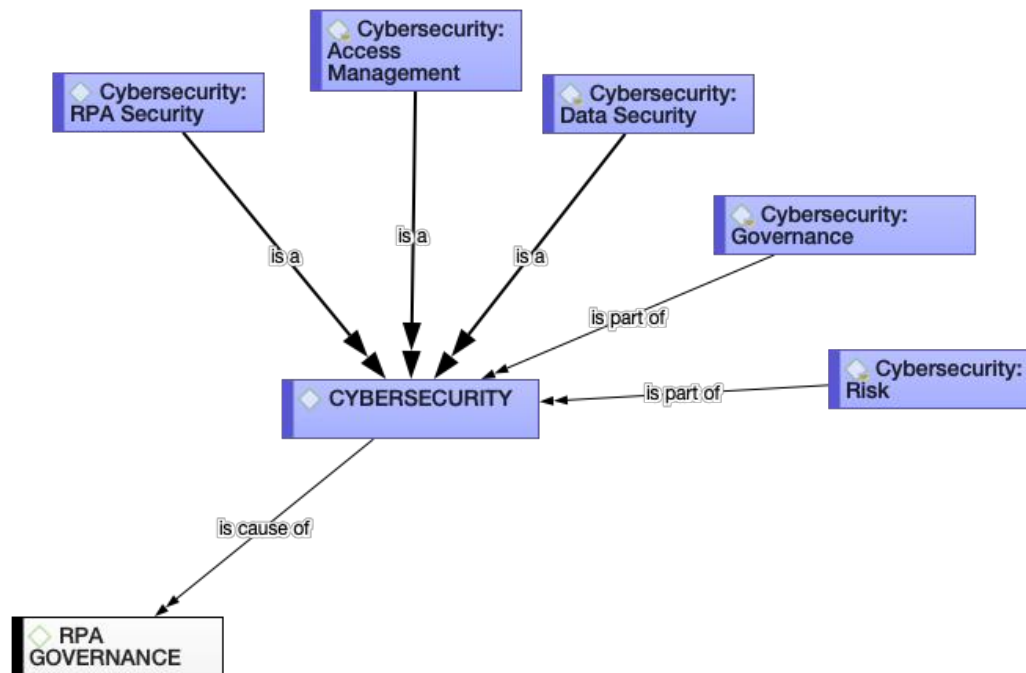 Cybersecurity:
Access
Management
Cybersecurity:
RPA Security
Cybersecurity:
Data Security
Cybersecurity:
Governance
is a
is a
is a
is part of
Cybersecurity:
Risk
is part of
CYBERSECURITY
is cause of
RPA
GOVERNANCE